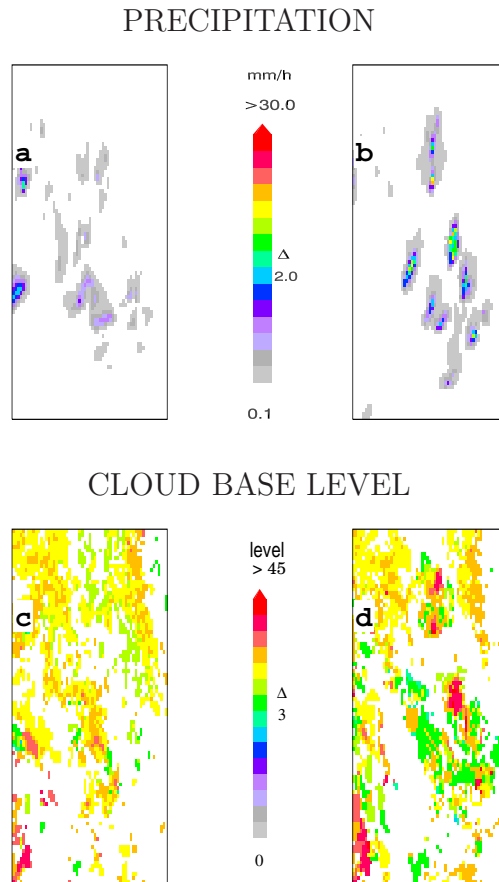 PRECIPITATION
mm/h
>30.0
a
b
Δ
2.0
0.1
CLOUD BASE LEVEL
level
> 45
c
d
Δ
3
0